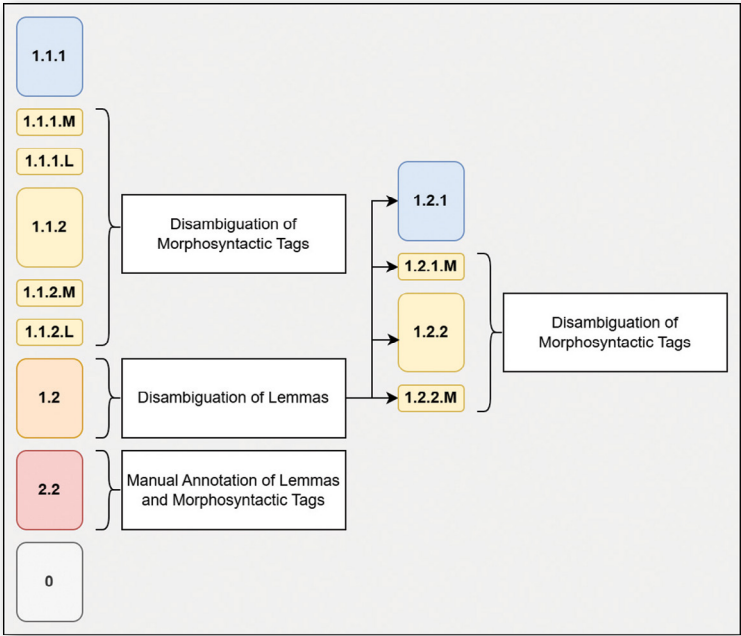 1.1.1
1.1.1.M
1.1.1.L
1.1.2
1.1.2.M
1.1.2.L
Disambiguation of
Morphosyntactic Tags
1.2
Disambiguation of Lemmas
1.2.1
1.2.1.M
1.2.2
1.2.2.M
Disambiguation of
Morphosyntactic Tags
2.2
Manual Annotation of Lemmas
and Morphosyntactic Tags
0